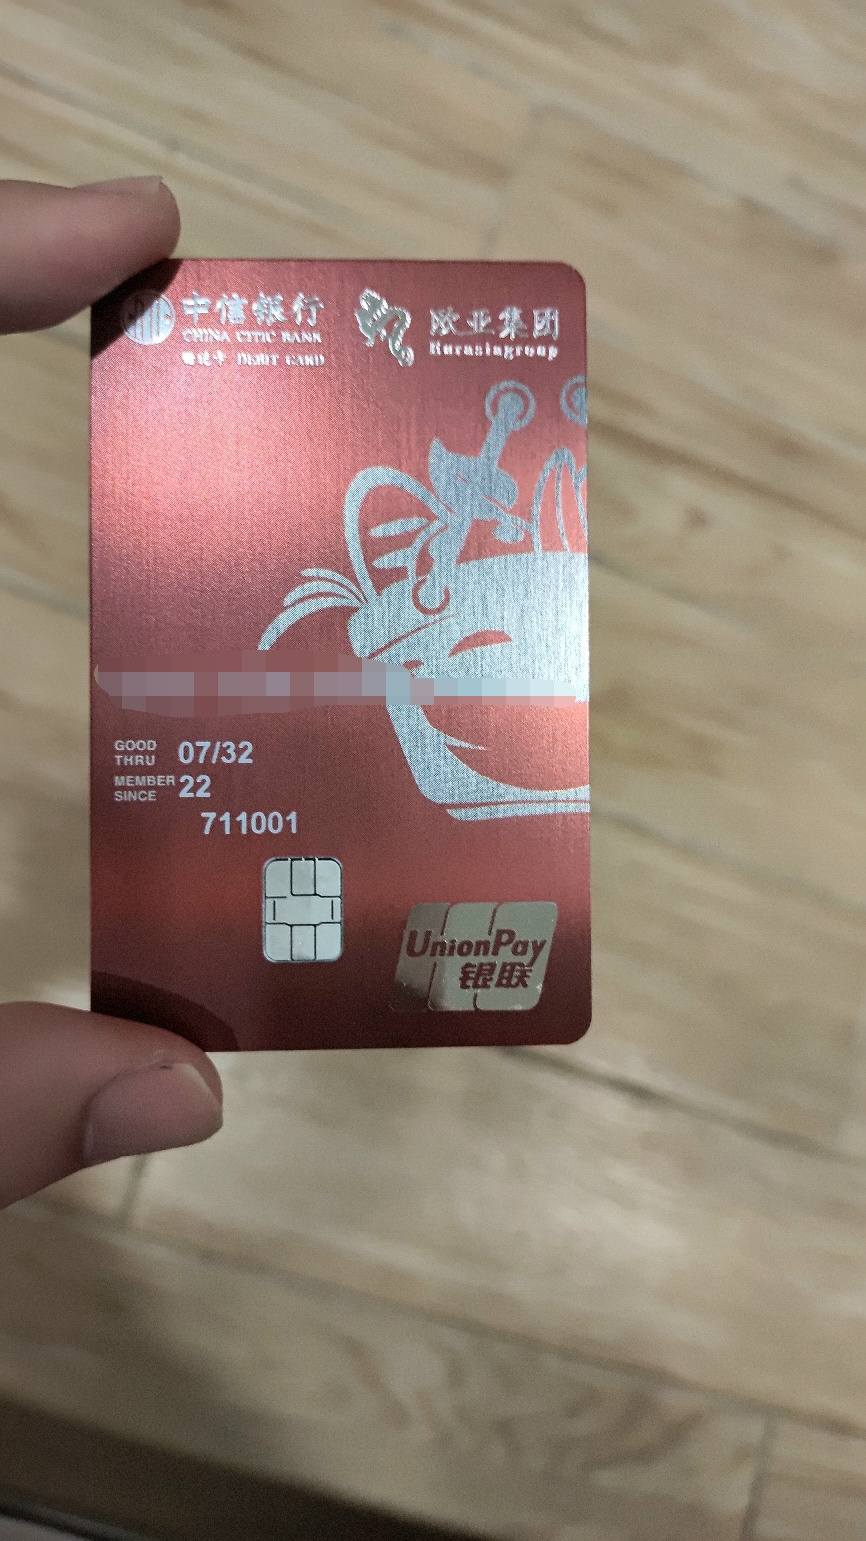 中信银行
CHINA CITIC BANK
借记卡 DEBIT CARD
欧亚集团
Eurasiagroup
GOOD THRU 07/32
MEMBER SINCE 22
711001
UnionPay
银联